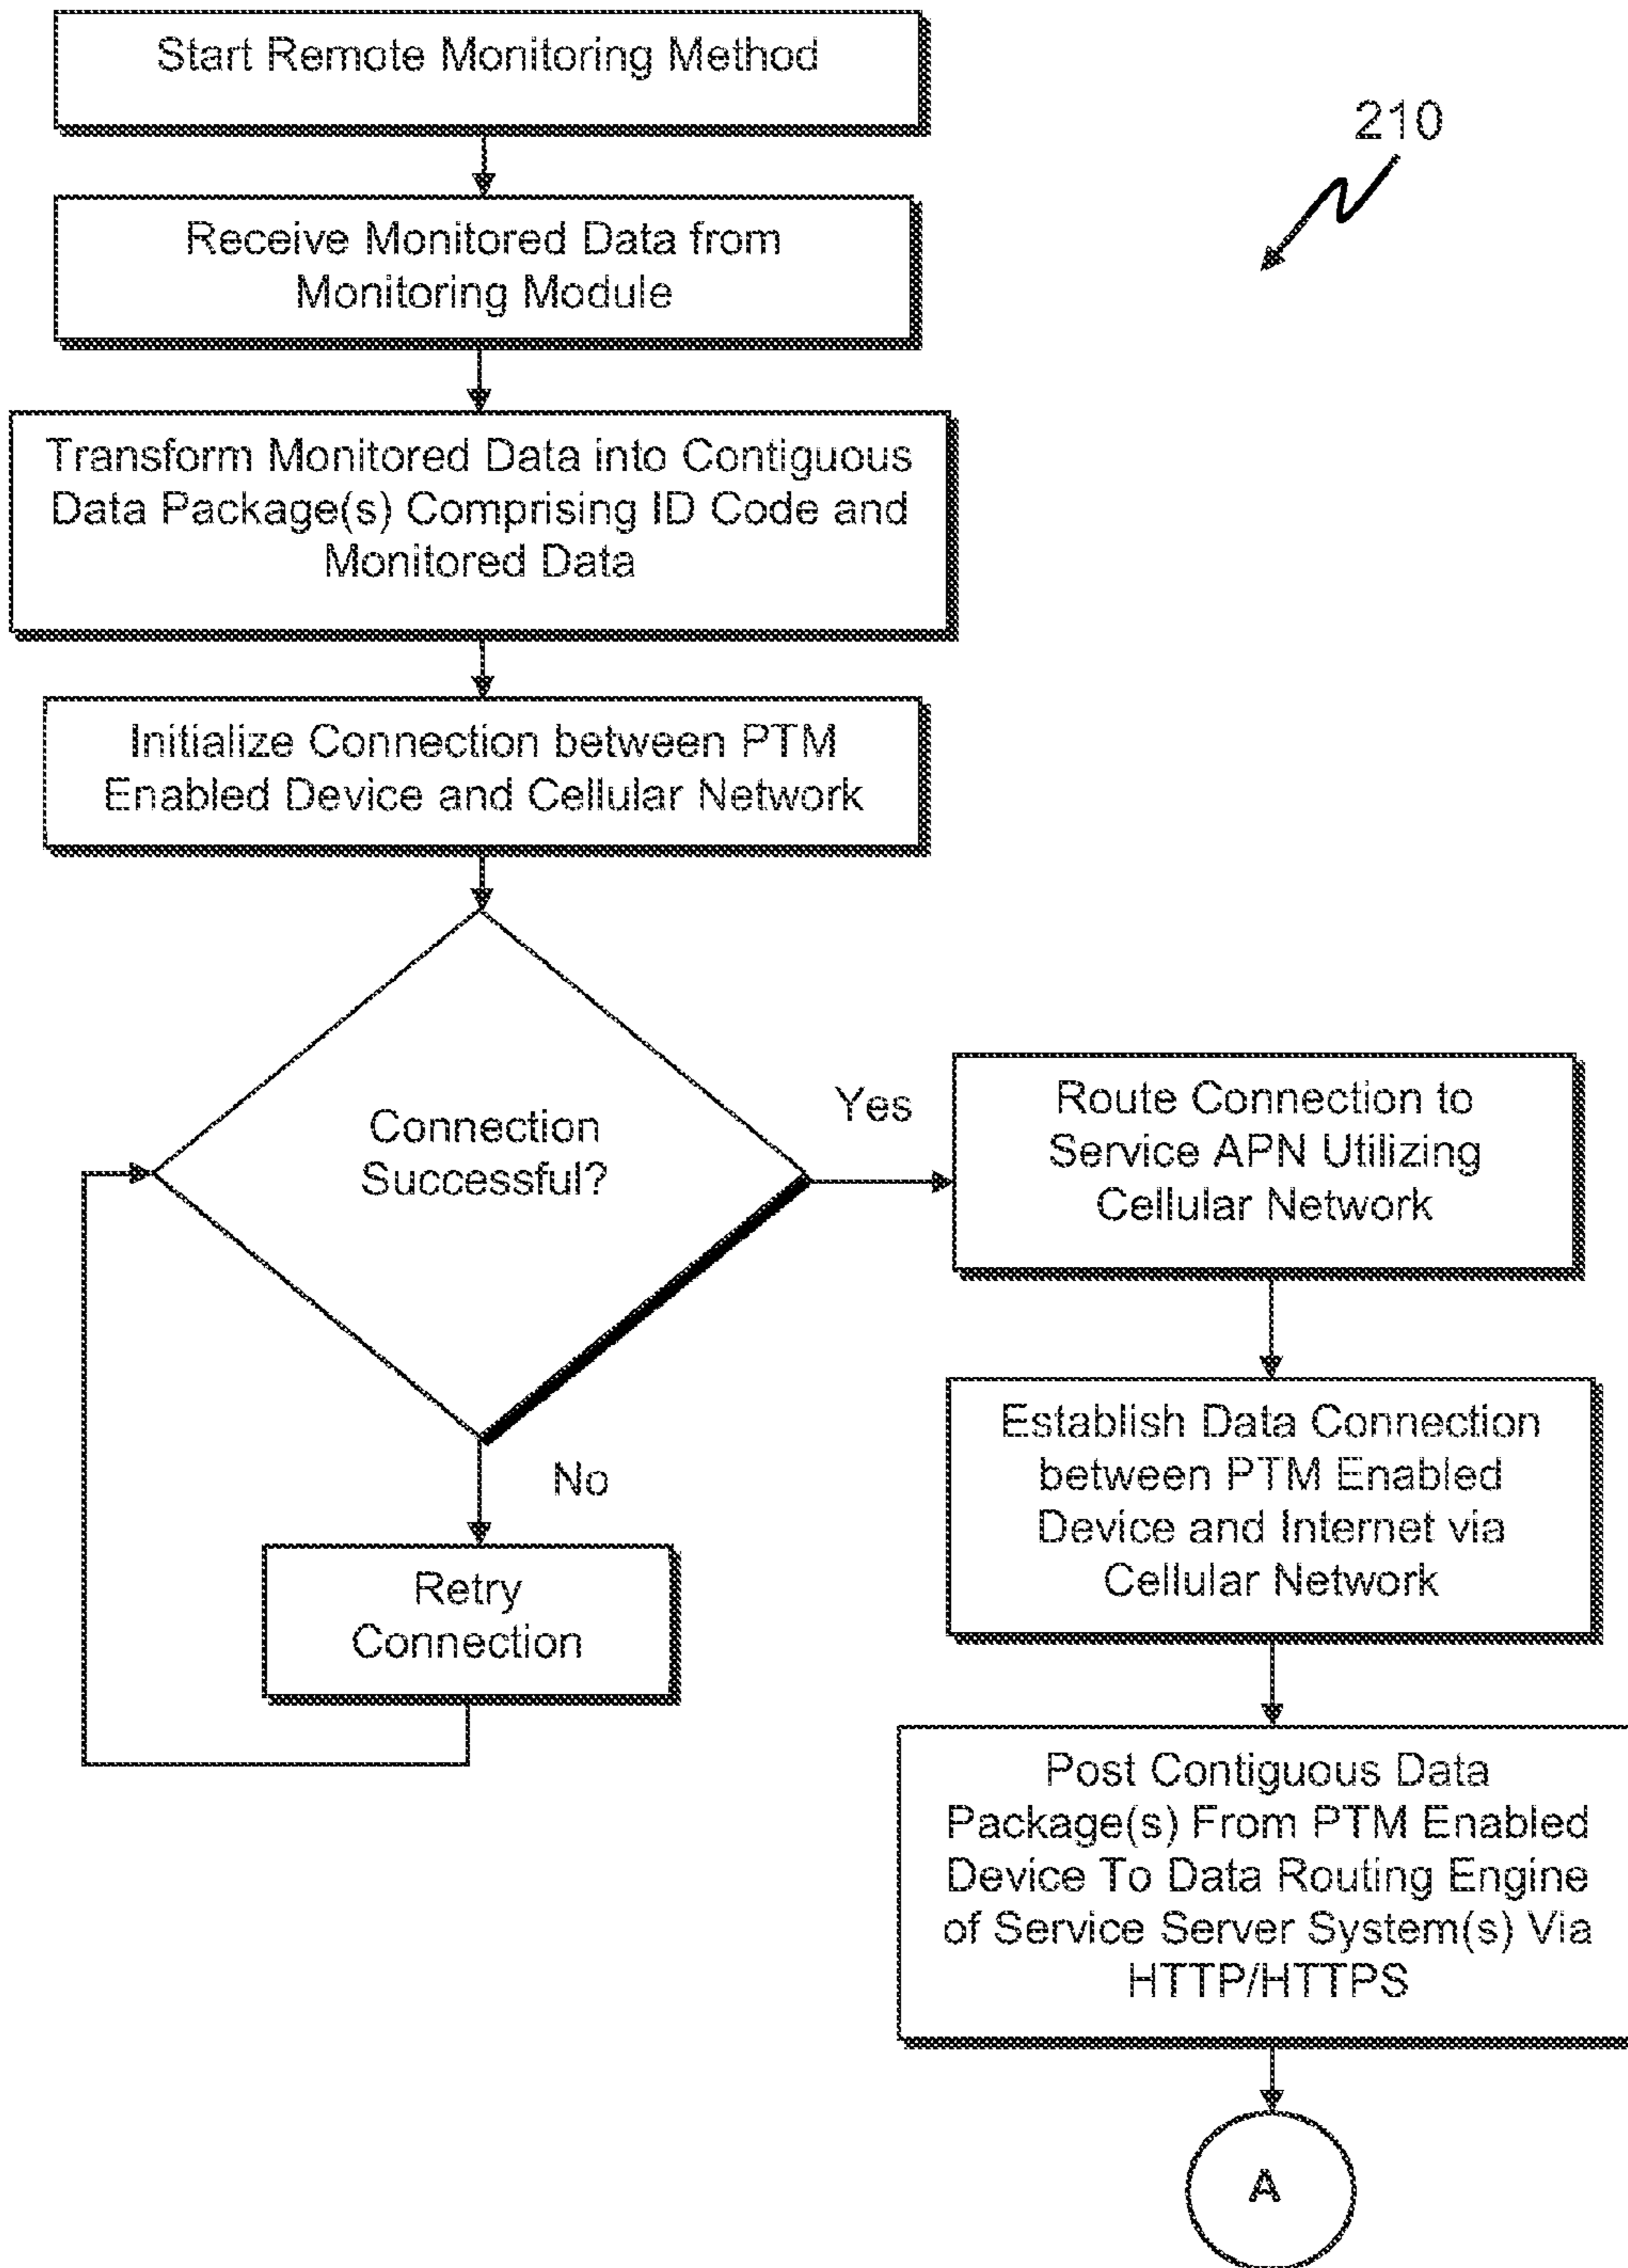 Start Remote Monitoring Method
210
Receive Monitored Data from
Monitoring Module
Transform Monitored Data into Contiguous
Data Package(s) Comprising ID Code and
Monitored Data
Initialize Connection between PTM
Enabled Device and Cellular Network
Connection
Successful?
Yes
Route Connection to
Service APN Utilizing
Cellular Network
Establish Data Connection
between PTM Enabled
Device and Internet via
Cellular Network
No
Retry
Connection
Post Contiguous Data
Package(s) From PTM Enabled
Device To Data Routing Engine
of Service Server System(s) Via
HTTP/HTTPS
A